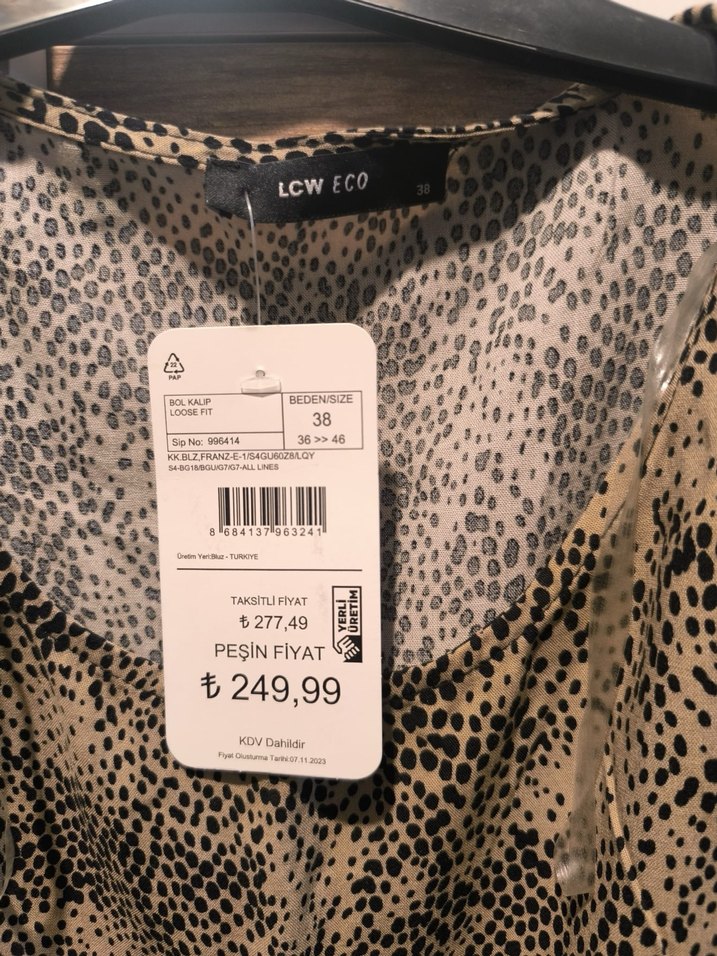 LCW ECO
38
22
PAP
BOL KALIP
LOOSE FIT
BEDEN/SIZE
38
Sip No: 996414
36 >> 46
KK.BLZ,FRANZ-E-1/S4GU60Z8/LQY
S4-BG18/BGU/G7/G7-ALL LINES
8 684137 963241
Üretim Yeri:Bluz - TURKIYE
TAKSİTLİ FİYAT
₺ 277,49
YERLİ
ÜRETİM
PEŞİN FİYAT
₺ 249,99
KDV Dahildir
Fiyat Olusturma Tarihi:07.11.2023